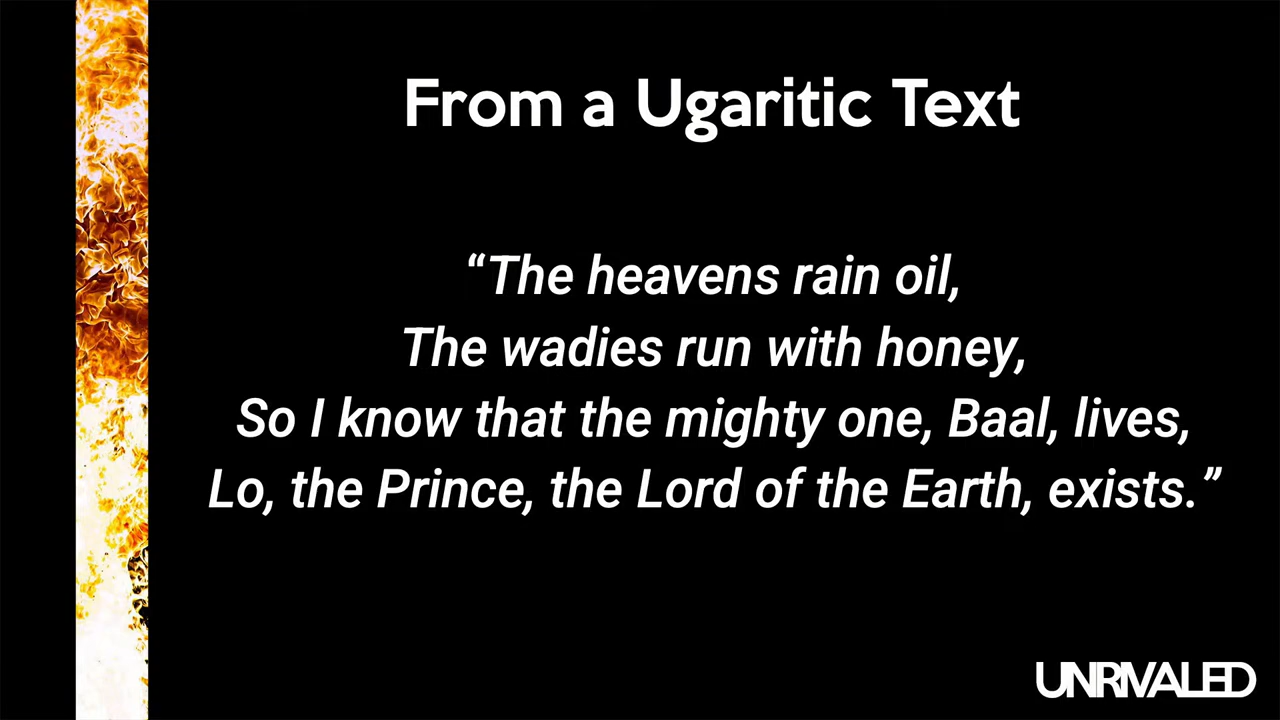 From a Ugaritic Text
“The heavens rain oil,
The wadies run with honey,
So I know that the mighty one, Baal, lives,
Lo, the Prince, the Lord of the Earth, exists.”
UNRIVALED